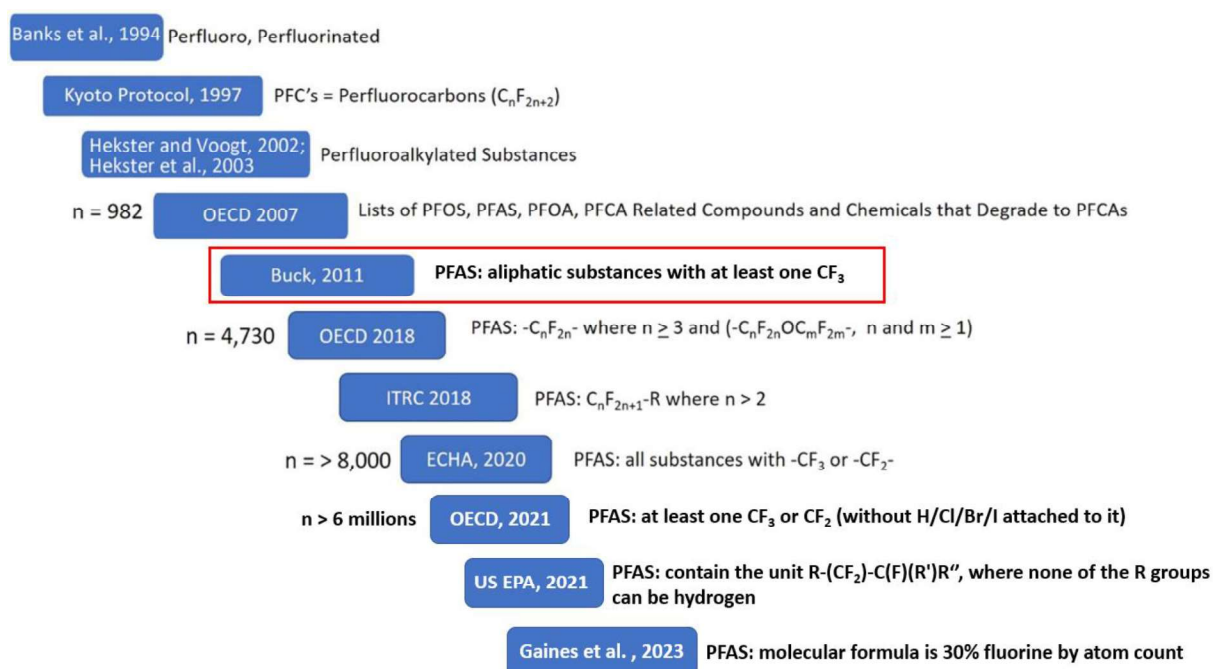 Banks et al., 1994 Perfluoro, Perfluorinated
Kyoto Protocol, 1997 PFC's = Perfluorocarbons (CₙF₂ₙ₊₂)
Hekster and Voogt, 2002;
Hekster et al., 2003 Perfluoroalkylated Substances
n = 982 OECD 2007 Lists of PFOS, PFAS, PFOA, PFCA Related Compounds and Chemicals that Degrade to PFCAs
Buck, 2011 PFAS: aliphatic substances with at least one CF₃
n = 4,730 OECD 2018 PFAS: -CₙF₂ₙ- where n ≥ 3 and (-CₙF₂ₙOCₘF₂ₘ-, n and m ≥ 1)
ITRC 2018 PFAS: CₙF₂ₙ₊₁-R where n > 2
n = > 8,000 ECHA, 2020 PFAS: all substances with -CF₃ or -CF₂-
n > 6 millions OECD, 2021 PFAS: at least one CF₃ or CF₂ (without H/Cl/Br/I attached to it)
US EPA, 2021 PFAS: contain the unit R-(CF₂)-C(F)(R')R″, where none of the R groups
can be hydrogen
Gaines et al. , 2023 PFAS: molecular formula is 30% fluorine by atom count